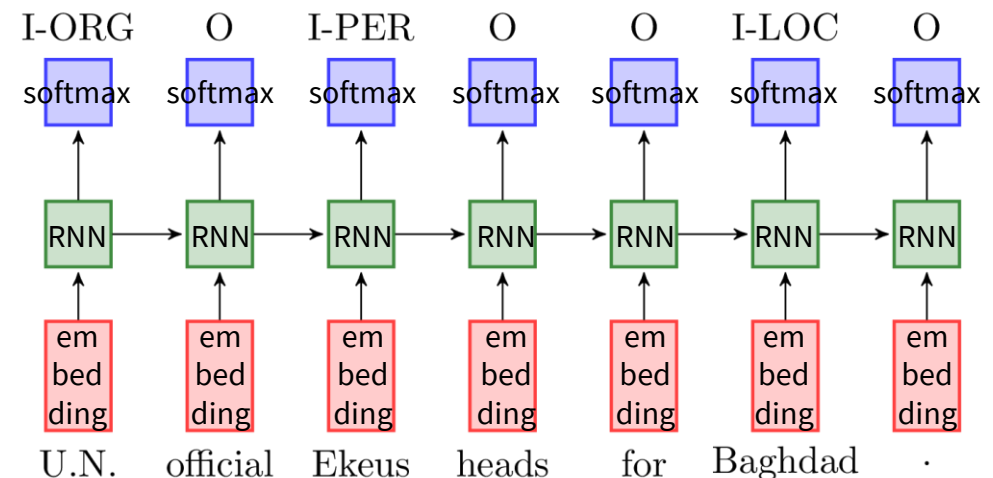 I-ORG O I-PER O O I-LOC O
softmax softmax softmax softmax softmax softmax softmax
RNN RNN RNN RNN RNN RNN RNN
em em em em em em em
bed bed bed bed bed bed bed
ding ding ding ding ding ding ding
U.N. official Ekeus heads for Baghdad .